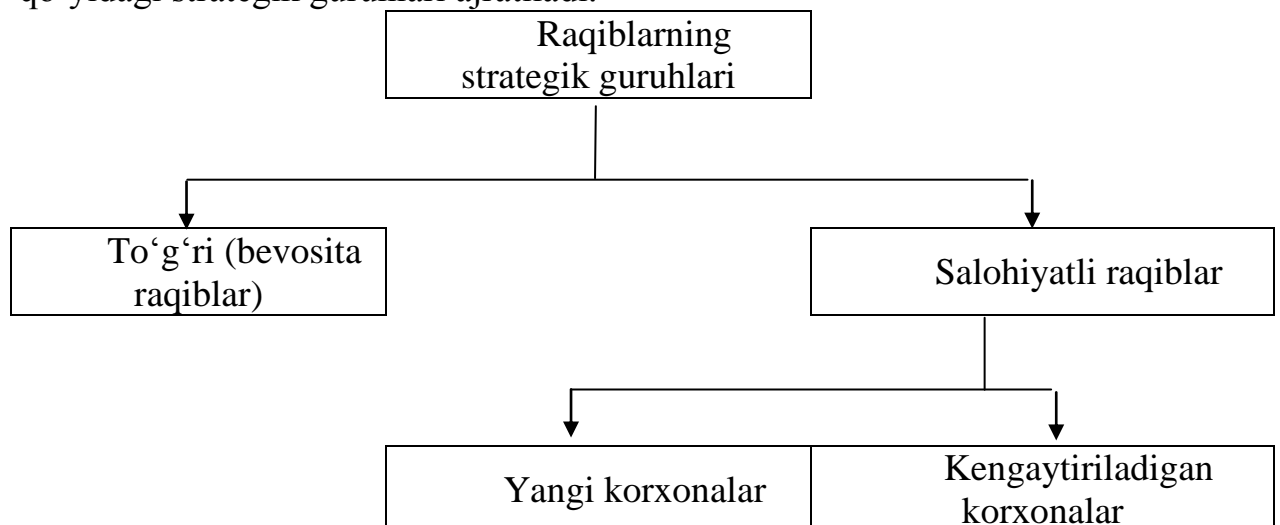 qo‘yidagi strategik guruhlari ajratiladi:
Raqiblarning
strategik guruhlari
To‘g‘ri (bevosita
raqiblar)
Salohiyatli raqiblar
Yangi korxonalar
Kengaytiriladigan
korxonalar